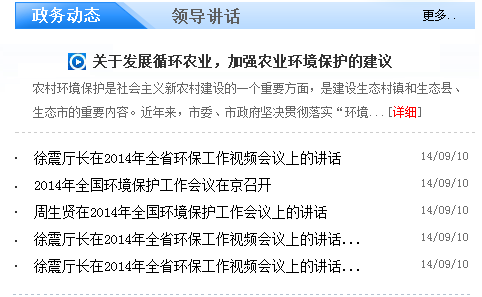 政务动态 领导讲话 更多..
关于发展循环农业，加强农业环境保护的建议
农村环境保护是社会主义新农村建设的一个重要方面，是建设生态村镇和生态县、
生态市的重要内容。近年来，市委、市政府坚决贯彻落实“环境...[详细]
· 徐震厅长在2014年全省环保工作视频会议上的讲话 14/09/10
· 2014年全国环境保护工作会议在京召开 14/09/10
· 周生贤在2014年全国环境保护工作会议上的讲话 14/09/10
· 徐震厅长在2014年全省环保工作视频会议上的讲话... 14/09/10
· 徐震厅长在2014年全省环保工作视频会议上的讲话... 14/09/10